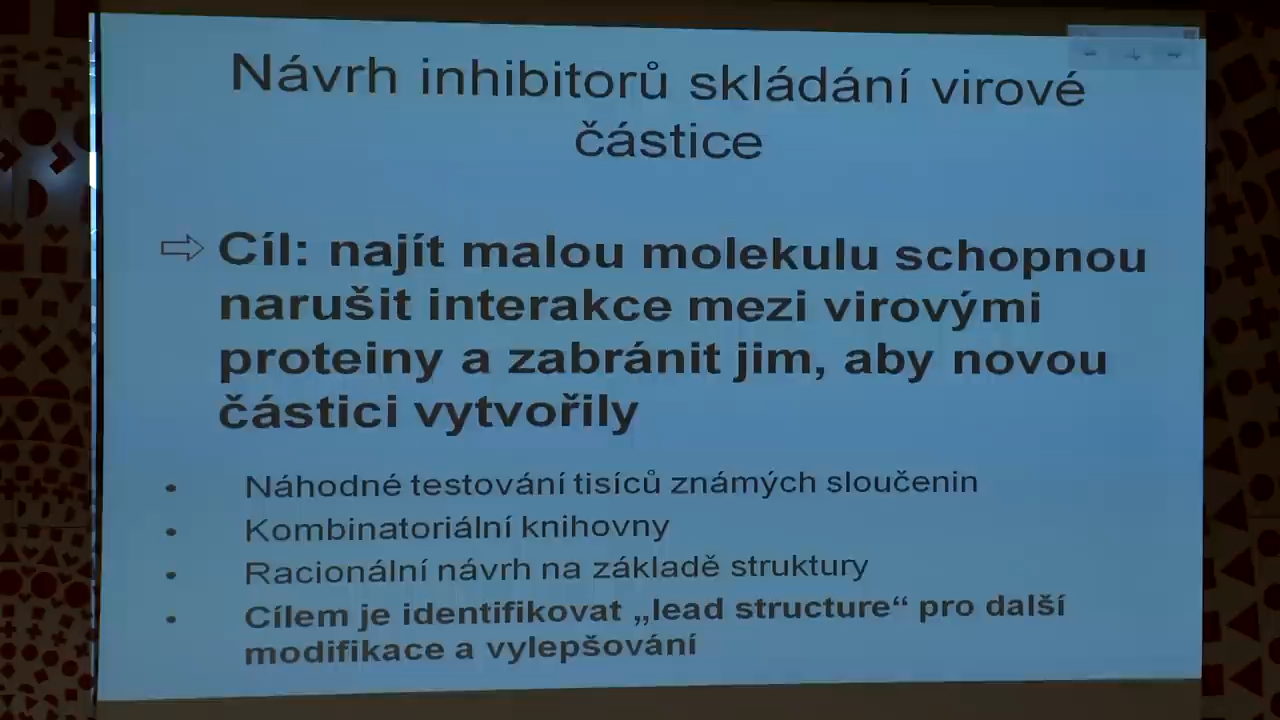 Návrh inhibitorů skládání virové
částice
⇨ Cíl: najít malou molekulu schopnou
narušit interakce mezi virovými
proteiny a zabránit jim, aby novou
částici vytvořily
• Náhodné testování tisíců známých sloučenin
• Kombinatoriální knihovny
• Racionální návrh na základě struktury
• Cílem je identifikovat „lead structure“ pro další
modifikace a vylepšování